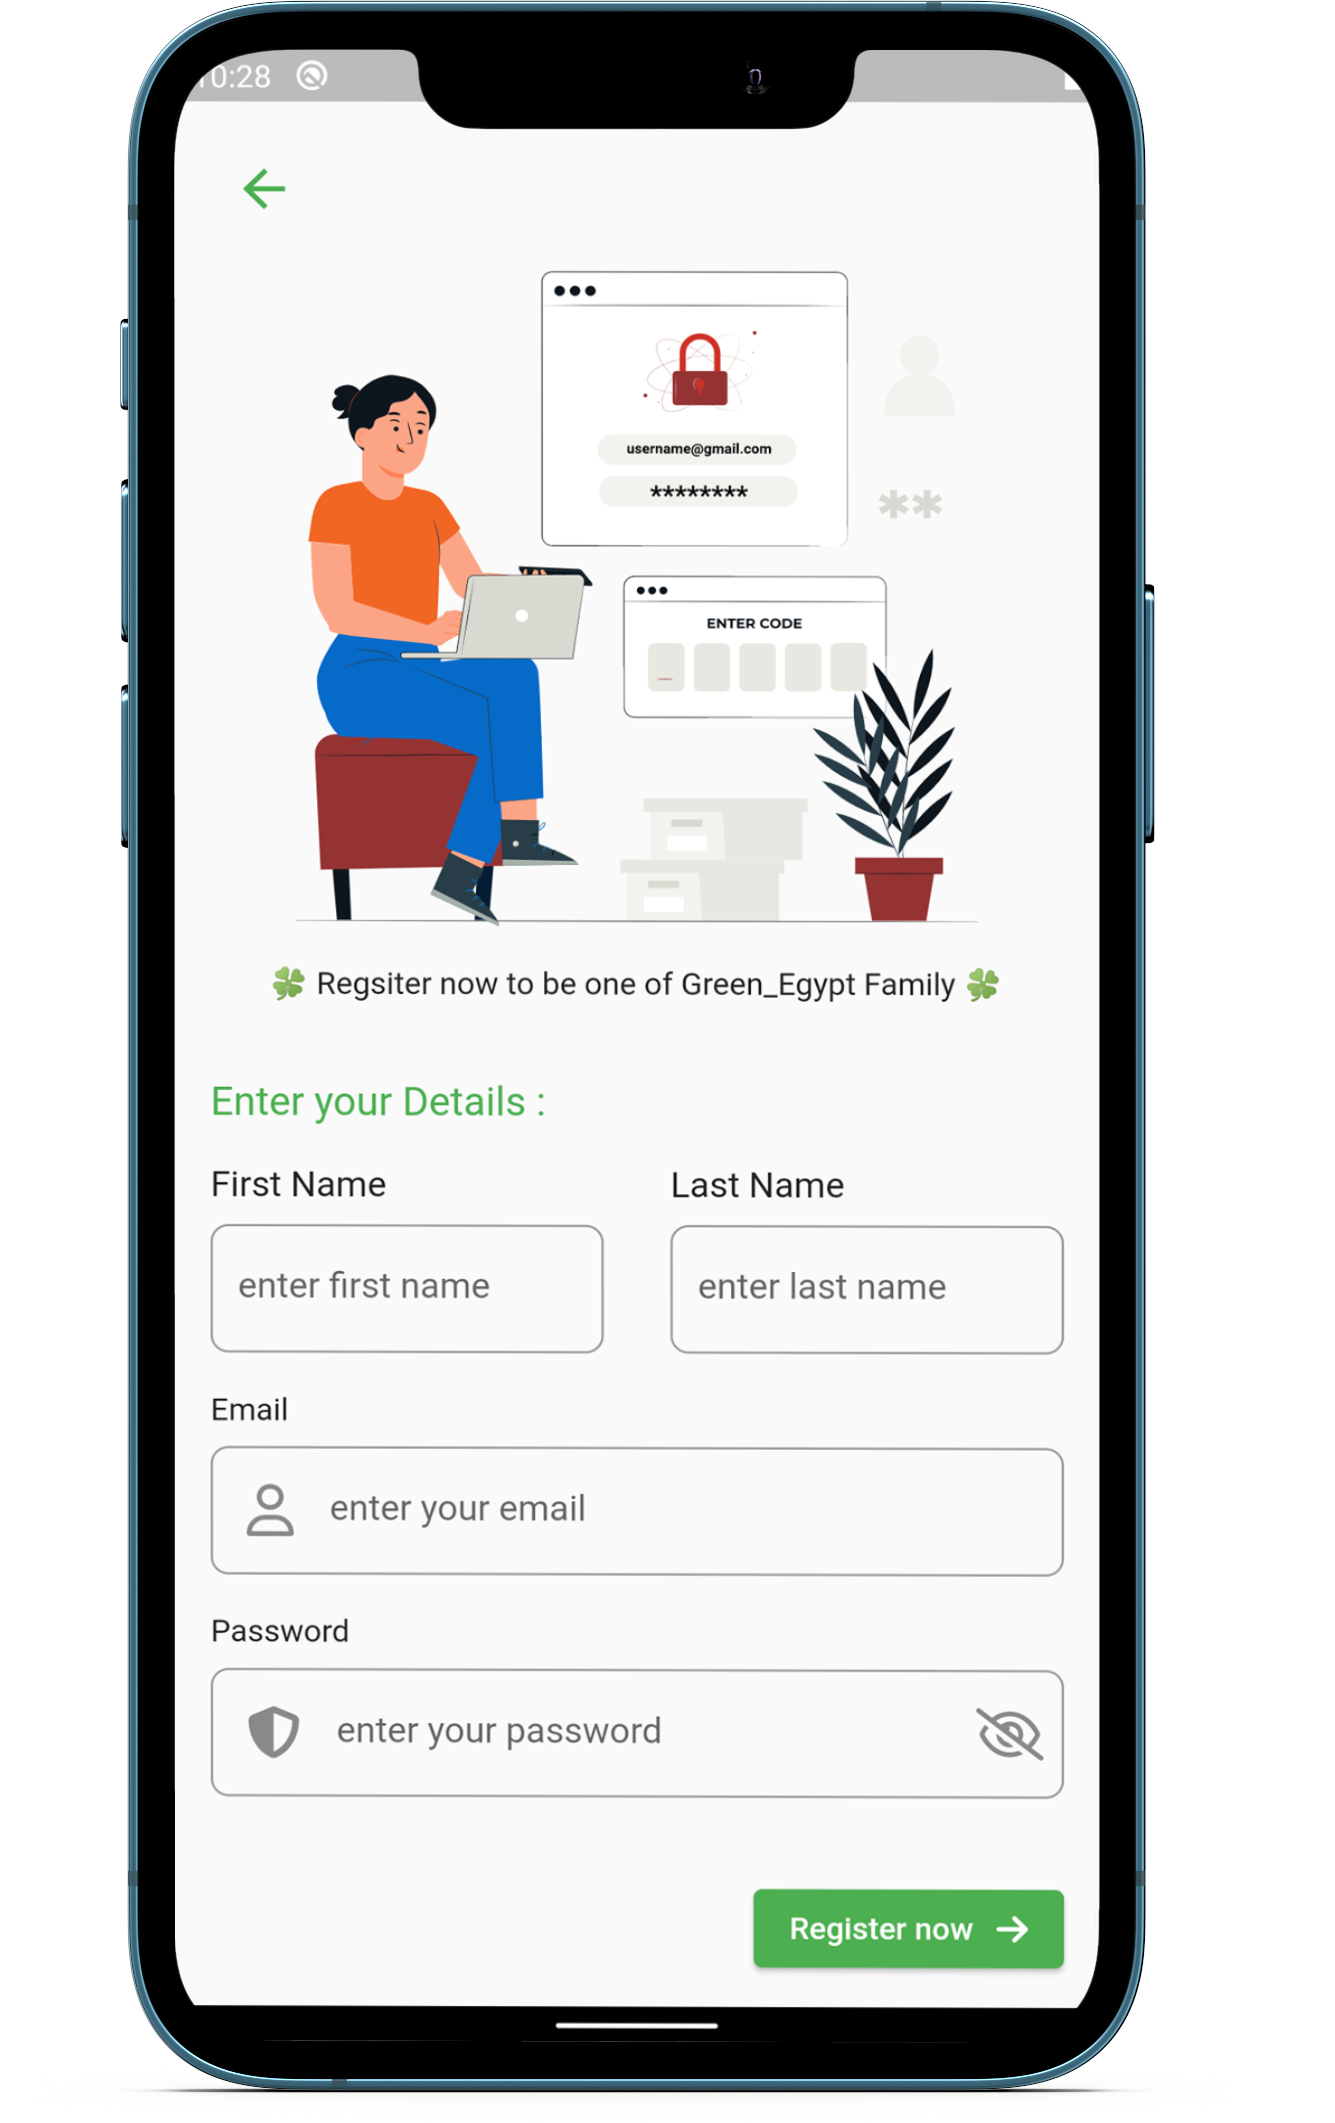 10:28
username@gmail.com
********
**
ENTER CODE
🍀 Regsiter now to be one of Green_Egypt Family 🍀
Enter your Details :
First Name
Last Name
enter first name
enter last name
Email
enter your email
Password
enter your password
Register now →